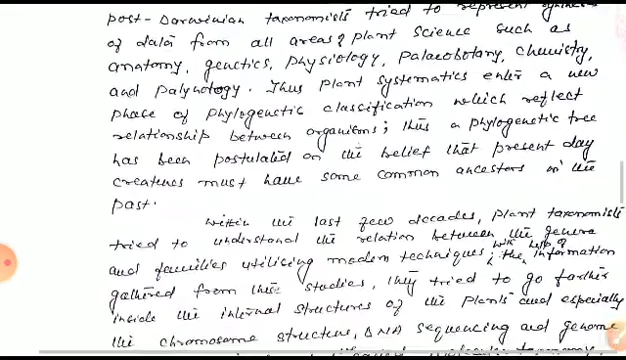 post-Darwinian taxonomists tried to represent synthesis
of data from all areas of plant science such as
anatomy, genetics, physiology, palaeobotany, chemistry,
and palynology. Thus plant systematics enter a new
phase of phylogenetic classification which reflect
relationship between organisms; thus a phylogenetic tree
has been postulated on the belief that present day
creatures must have some common ancestors in the
past.
Within the last few decades, plant taxonomists
tried to understand the relation between the genera
and families utilising modern techniques; with help of the information
gathered from these studies, they tried to go farther
inside the internal structures of the plants and especially
the chromosome structure, DNA sequencing and genome